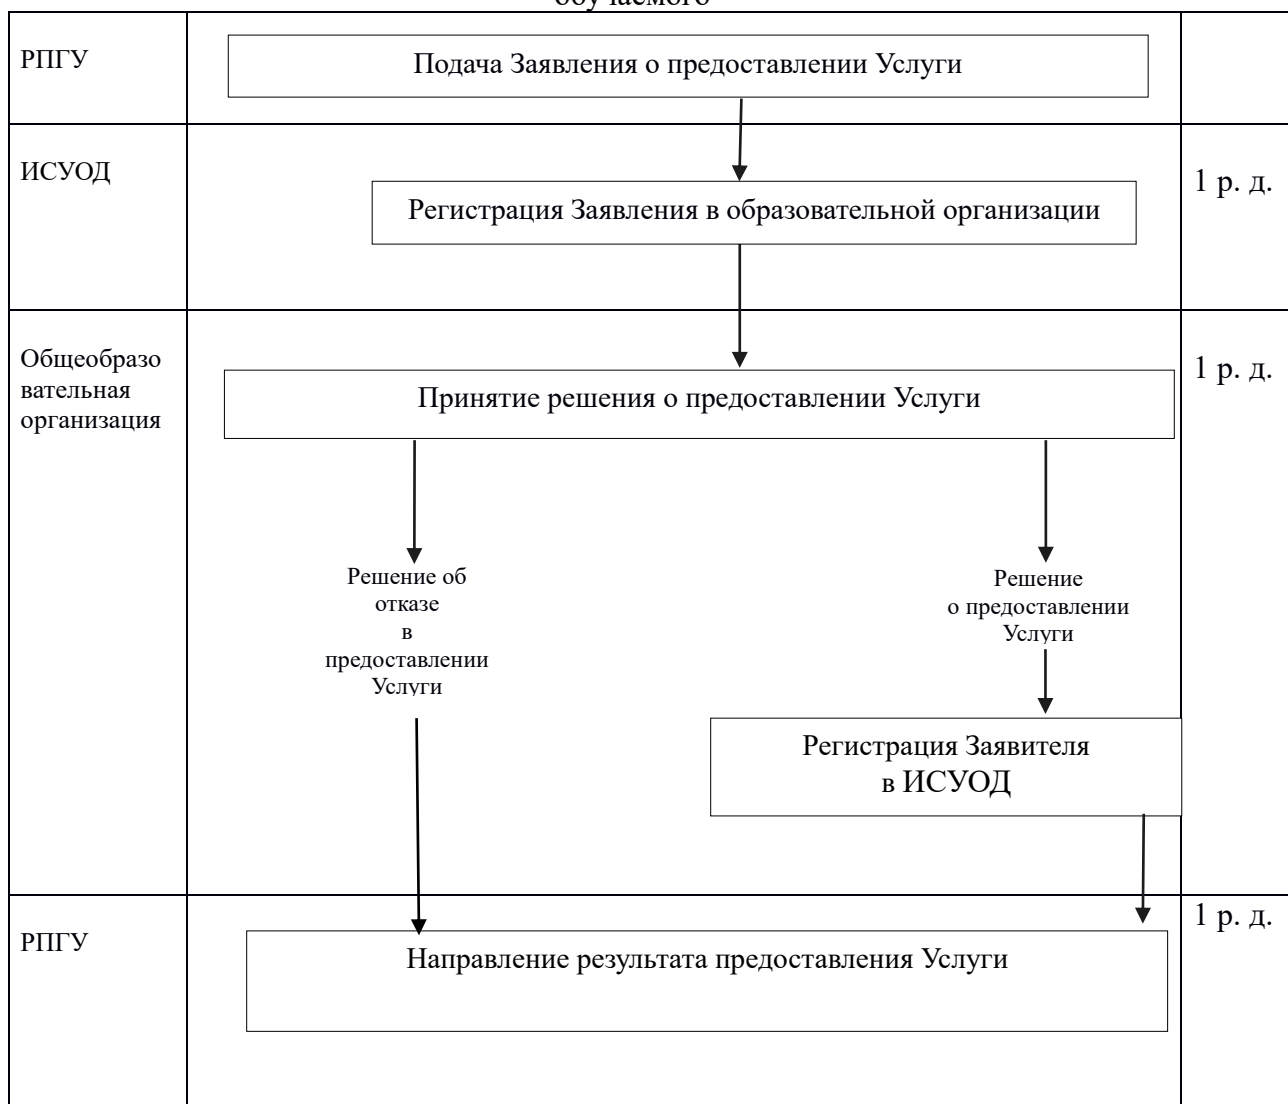 обучаемого
РПГУ
Подача Заявления о предоставлении Услуги
ИСУОД
1 р. д.
Регистрация Заявления в образовательной организации
Общеобразо
вательная
организация
1 р. д.
Принятие решения о предоставлении Услуги
Решение об
отказе
в
предоставлении
Услуги
Решение
о предоставлении
Услуги
Регистрация Заявителя
в ИСУОД
РПГУ
1 р. д.
Направление результата предоставления Услуги